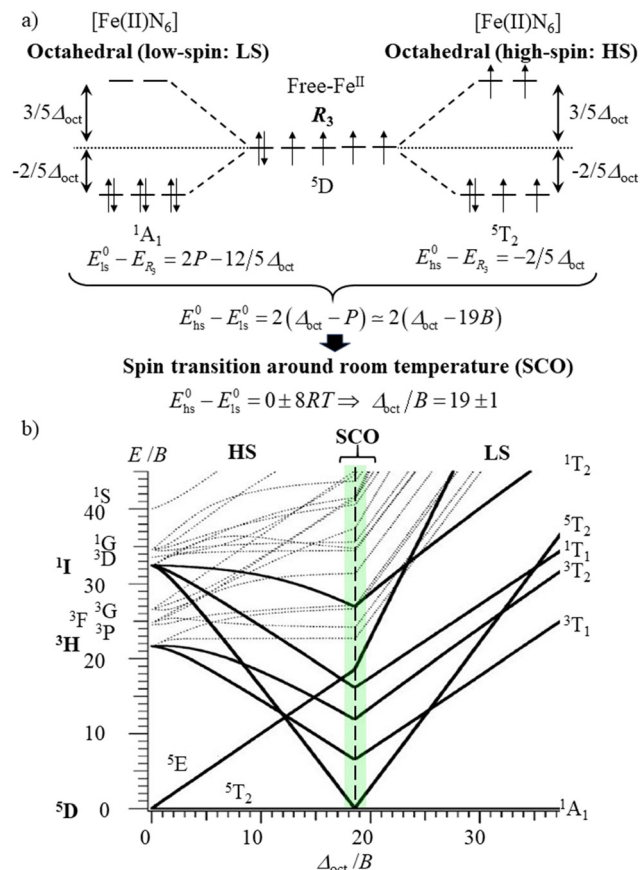 a)
[Fe(II)N₆]
Octahedral (low-spin: LS)
[Fe(II)N₆]
Octahedral (high-spin: HS)
Free-Feᴵᴵ
R₃
3/5Δoct
3/5Δoct
-2/5Δoct
-2/5Δoct
⁵D
¹A₁
⁵T₂
E⁰ls − E_R₃ = 2P − 12/5 Δoct
E⁰hs − E_R₃ = −2/5 Δoct
E⁰hs − E⁰ls = 2(Δoct − P) ≃ 2(Δoct − 19B)
Spin transition around room temperature (SCO)
E⁰hs − E⁰ls = 0 ± 8RT ⇒ Δoct/B = 19 ± 1
b)
E/B
HS
SCO
LS
¹T₂
¹S
40
⁵T₂
¹G
³D
¹T₁
¹I
30
³T₂
³G
³F
³P
³T₁
³H
20
10
⁵E
⁵T₂
⁵D
0
¹A₁
0
10
20
30
Δoct/B